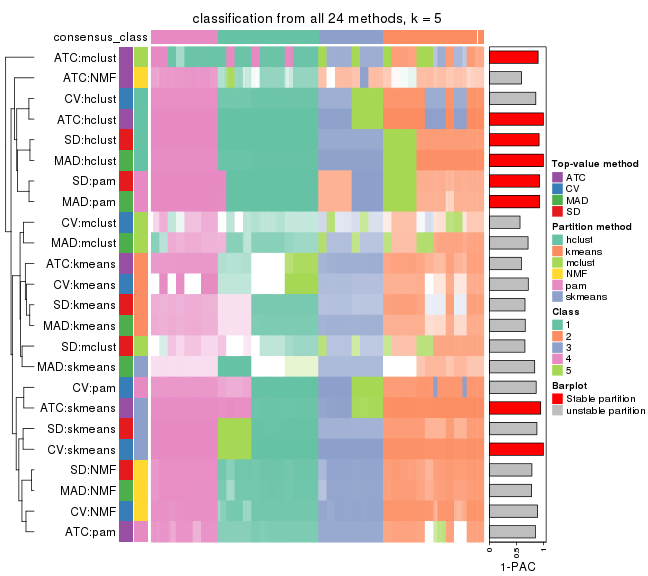 classification from all 24 methods, k = 5
consensus_class
ATC:mclust
ATC:NMF
CV:hclust
ATC:hclust
SD:hclust
MAD:hclust
SD:pam
MAD:pam
CV:mclust
MAD:mclust
ATC:kmeans
CV:kmeans
SD:kmeans
MAD:kmeans
SD:mclust
MAD:skmeans
CV:pam
ATC:skmeans
SD:skmeans
CV:skmeans
SD:NMF
MAD:NMF
CV:NMF
ATC:pam
0
0.5
1
1-PAC
Top-value method
ATC
CV
MAD
SD
Partition method
hclust
kmeans
mclust
NMF
pam
skmeans
Class
1
2
3
4
5
Barplot
Stable partition
unstable partition